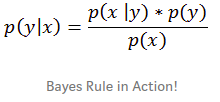 p(y|x) = p(x |y) * p(y) / p(x)
Bayes Rule in Action!